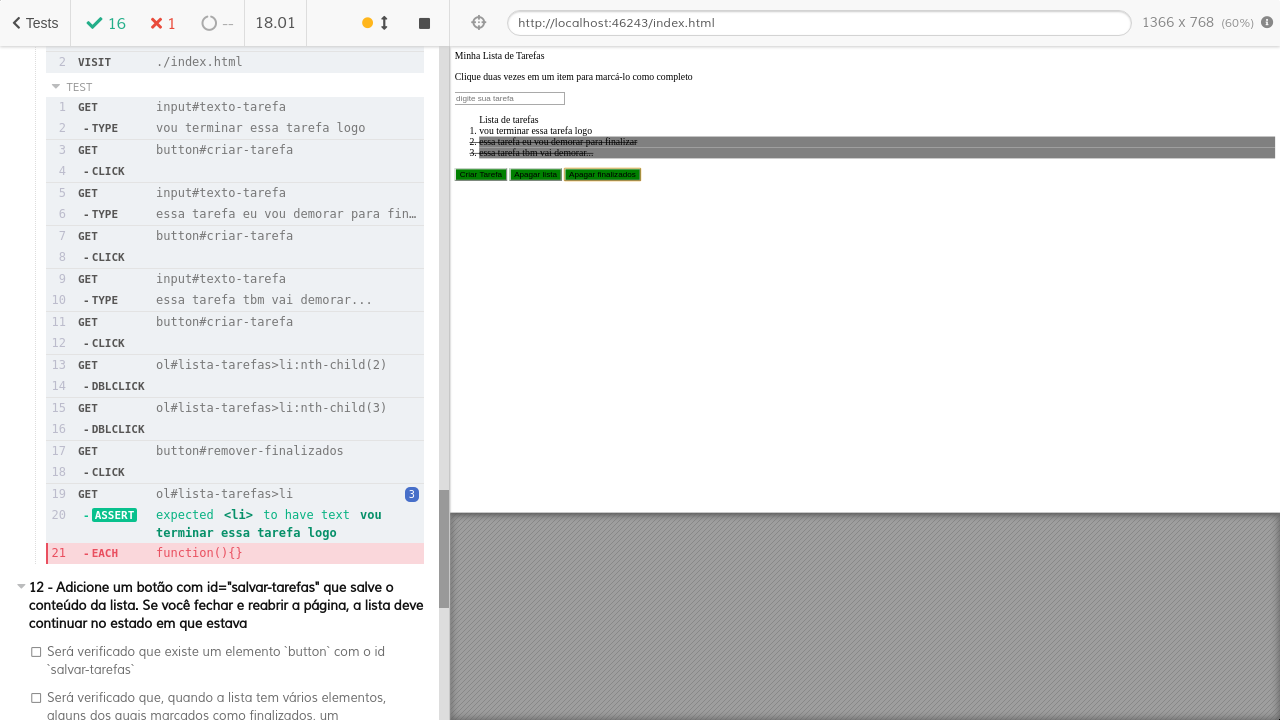 Tests 16 1 -- 18.01
2 VISIT ./index.html
TEST
1 GET input#texto-tarefa
2 - TYPE vou terminar essa tarefa logo
3 GET button#criar-tarefa
4 - CLICK
5 GET input#texto-tarefa
6 - TYPE essa tarefa eu vou demorar para fin…
7 GET button#criar-tarefa
8 - CLICK
9 GET input#texto-tarefa
10 - TYPE essa tarefa tbm vai demorar...
11 GET button#criar-tarefa
12 - CLICK
13 GET ol#lista-tarefas>li:nth-child(2)
14 - DBLCLICK
15 GET ol#lista-tarefas>li:nth-child(3)
16 - DBLCLICK
17 GET button#remover-finalizados
18 - CLICK
19 GET ol#lista-tarefas>li 3
20 - ASSERT expected <li> to have text vou
terminar essa tarefa logo
21 - EACH function(){}
12 - Adicione um botão com id="salvar-tarefas" que salve o
conteúdo da lista. Se você fechar e reabrir a página, a lista deve
continuar no estado em que estava
Será verificado que existe um elemento `button` com o id
`salvar-tarefas`
Será verificado que, quando a lista tem vários elementos,
alguns dos quais marcados como finalizados, um
http://localhost:46243/index.html 1366 x 768 (60%)
Minha Lista de Tarefas
Clique duas vezes em um item para marcá-lo como completo
digite sua tarefa
Lista de tarefas
1. vou terminar essa tarefa logo
2. essa tarefa eu vou demorar para finalizar
3. essa tarefa tbm vai demorar...
Criar Tarefa Apagar lista Apagar finalizados